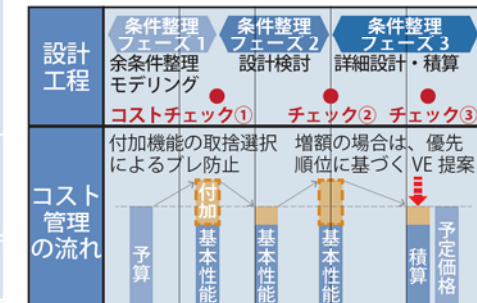 設計
工程
条件整理
フェーズ 1
条件整理
フェーズ 2
条件整理
フェーズ 3
余条件整理
モデリング
設計検討
詳細設計・積算
コストチェック①
チェック②
チェック③
コスト
管理
の流れ
付加機能の取捨選択
によるブレ防止
増額の場合は、優先
順位に基づく VE 提案
予算
付加
基本性能
基本性能
基本性能
積算
予定価格